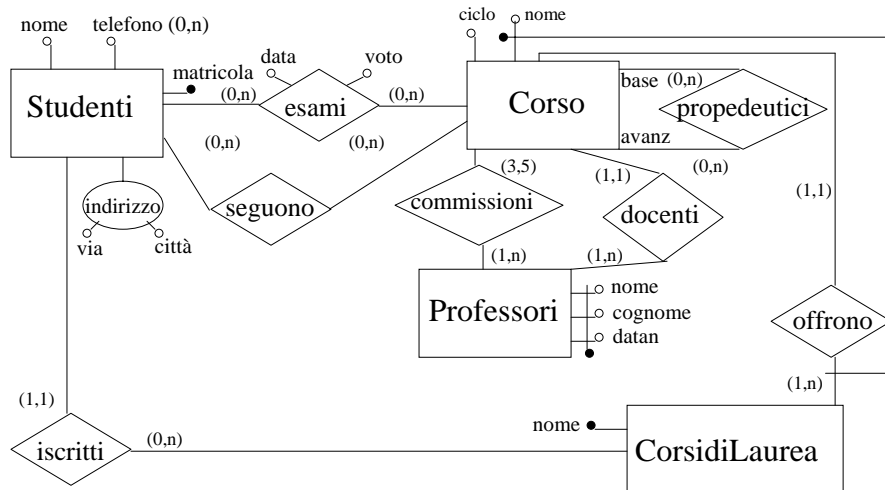 ciclo
nome
nome
telefono (0,n)
data
voto
matricola
(0,n)
(0,n)
base
(0,n)
Studenti
esami
Corso
propedeutici
(0,n)
(0,n)
avanz
(0,n)
(3,5)
(1,1)
(1,1)
indirizzo
seguono
commissioni
docenti
via
città
(1,n)
(1,n)
nome
Professori
cognome
offrono
datan
(1,1)
(1,n)
nome
iscritti
(0,n)
CorsidiLaurea